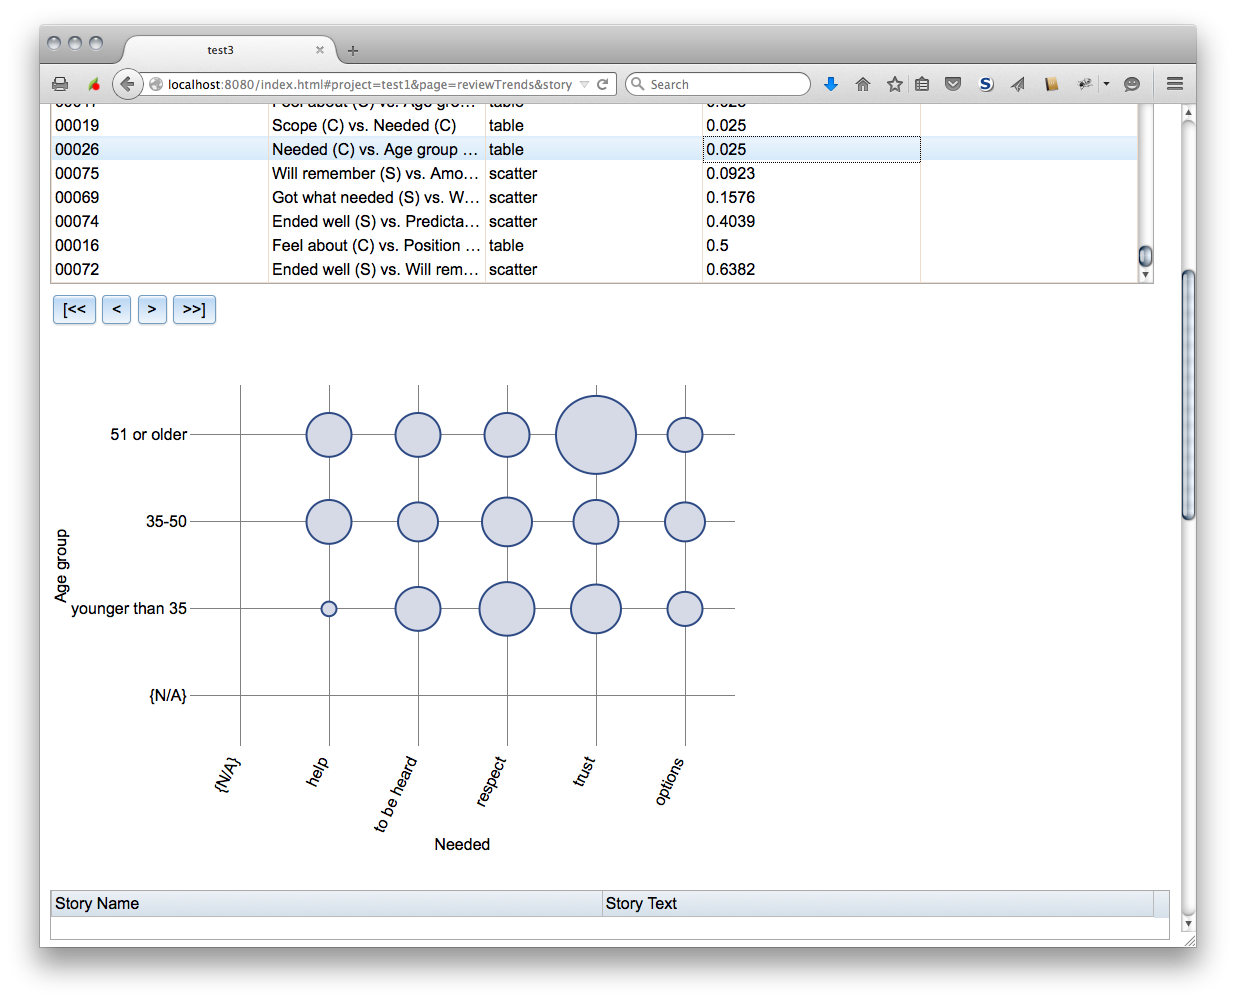 test3
localhost:8080/index.html#project=test1&page=reviewTrends&story
Search
00019 Scope (C) vs. Needed (C) table 0.025
00026 Needed (C) vs. Age group ... table 0.025
00075 Will remember (S) vs. Amo... scatter 0.0923
00069 Got what needed (S) vs. W... scatter 0.1576
00074 Ended well (S) vs. Predicta... scatter 0.4039
00016 Feel about (C) vs. Position ... table 0.5
00072 Ended well (S) vs. Will rem... scatter 0.6382
[<< < > >>]
51 or older
35-50
Age group
younger than 35
{N/A}
{N/A} help to be heard respect trust options
Needed
Story Name Story Text